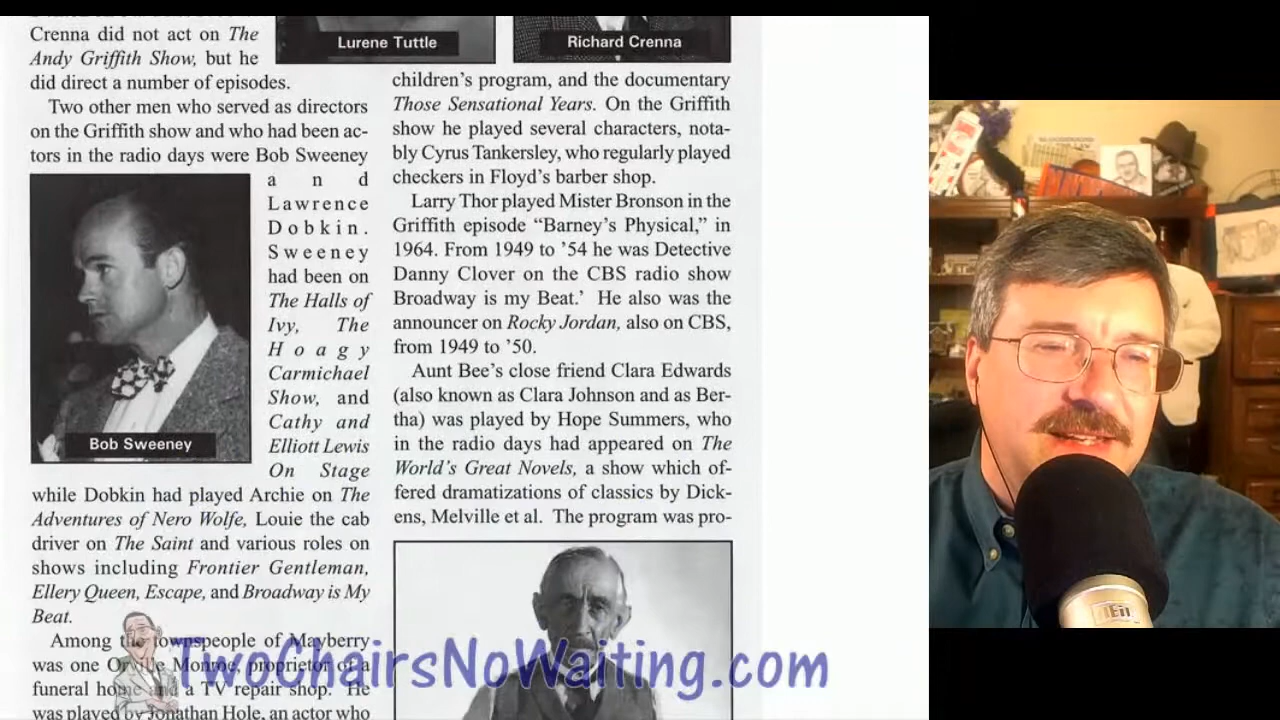 Crenna did not act on The
Andy Griffith Show, but he
did direct a number of episodes.
Two other men who served as directors
on the Griffith show and who had been ac-
tors in the radio days were Bob Sweeney
a n d
Lawrence
Dobkin.
Sweeney
had been on
The Halls of
Ivy, The
Hoagy
Carmichael
Show, and
Cathy and
Elliott Lewis
On Stage
Bob Sweeney
while Dobkin had played Archie on The
Adventures of Nero Wolfe, Louie the cab
driver on The Saint and various roles on
shows including Frontier Gentleman,
Ellery Queen, Escape, and Broadway is My
Beat.
Among the townspeople of Mayberry
was one Orville Monroe, proprietor of a
funeral home and a TV repair shop. He
was played by Jonathan Hole, an actor who
Lurene Tuttle
Richard Crenna
children's program, and the documentary
Those Sensational Years. On the Griffith
show he played several characters, nota-
bly Cyrus Tankersley, who regularly played
checkers in Floyd's barber shop.
Larry Thor played Mister Bronson in the
Griffith episode “Barney's Physical,” in
1964. From 1949 to ’54 he was Detective
Danny Clover on the CBS radio show
Broadway is my Beat.’ He also was the
announcer on Rocky Jordan, also on CBS,
from 1949 to ’50.
Aunt Bee's close friend Clara Edwards
(also known as Clara Johnson and as Ber-
tha) was played by Hope Summers, who
in the radio days had appeared on The
World's Great Novels, a show which of-
fered dramatizations of classics by Dick-
ens, Melville et al. The program was pro-
TwoChairsNoWaiting.com